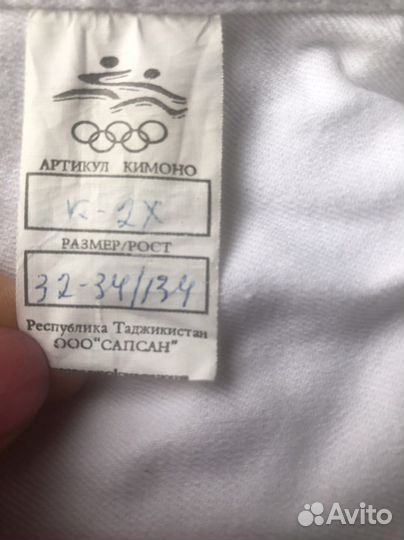 АРТИКУЛ КИМОНО
К-2Х
РАЗМЕР/РОСТ
32-34/134
Республика Таджикистан
ООО"САПСАН"
Avito